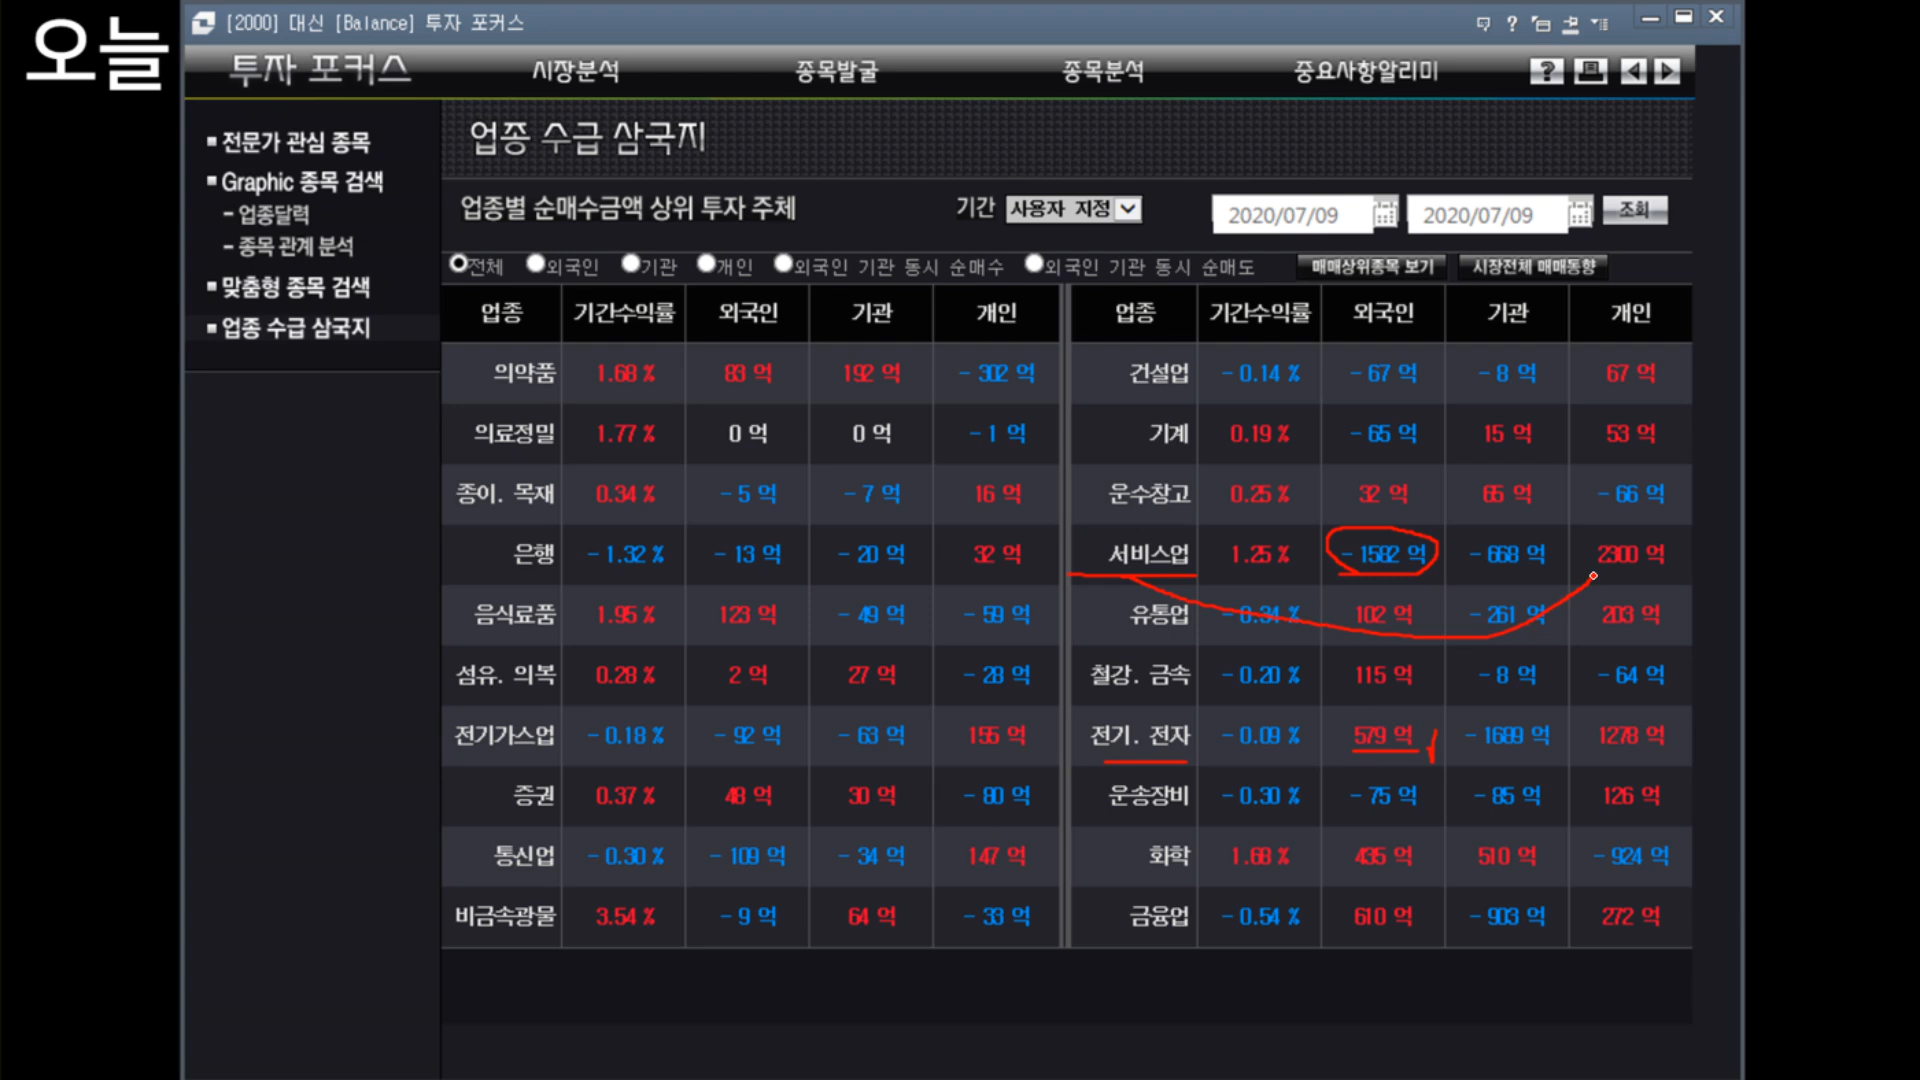 오늘
[2000] 대신 [Balance] 투자 포커스
투자 포커스 시장분석 종목발굴 종목분석 중요사항알리미
전문가 관심 종목
Graphic 종목 검색
- 업종달력
- 종목 관계 분석
맞춤형 종목 검색
업종 수급 삼국지
업종 수급 삼국지
업종별 순매수금액 상위 투자 주체 기간 사용자 지정 2020/07/09 2020/07/09 조회
전체 외국인 기관 개인 외국인 기관 동시 순매수 외국인 기관 동시 순매도 매매상위종목 보기 시장전체 매매동향
업종 기간수익률 외국인 기관 개인 업종 기간수익률 외국인 기관 개인
의약품 1.68 % 83 억 192 억 - 302 억 건설업 - 0.14 % - 67 억 - 8 억 67 억
의료정밀 1.77 % 0 억 0 억 - 1 억 기계 0.19 % - 65 억 15 억 53 억
종이. 목재 0.34 % - 5 억 - 7 억 16 억 운수창고 0.25 % 32 억 65 억 - 66 억
은행 - 1.32 % - 13 억 - 20 억 32 억 서비스업 1.25 % - 1582 억 - 668 억 2300 억
음식료품 1.95 % 123 억 - 49 억 - 59 억 유통업 - 0.34 % 102 억 - 261 억 203 억
섬유. 의복 0.28 % 2 억 27 억 - 28 억 철강. 금속 - 0.20 % 115 억 - 8 억 - 64 억
전기가스업 - 0.18 % - 92 억 - 63 억 155 억 전기. 전자 - 0.09 % 579 억 - 1689 억 1278 억
증권 0.37 % 48 억 30 억 - 80 억 운송장비 - 0.30 % - 75 억 - 85 억 126 억
통신업 - 0.30 % - 109 억 - 34 억 147 억 화학 1.68 % 435 억 510 억 - 924 억
비금속광물 3.54 % - 9 억 64 억 - 33 억 금융업 - 0.54 % 610 억 - 903 억 272 억